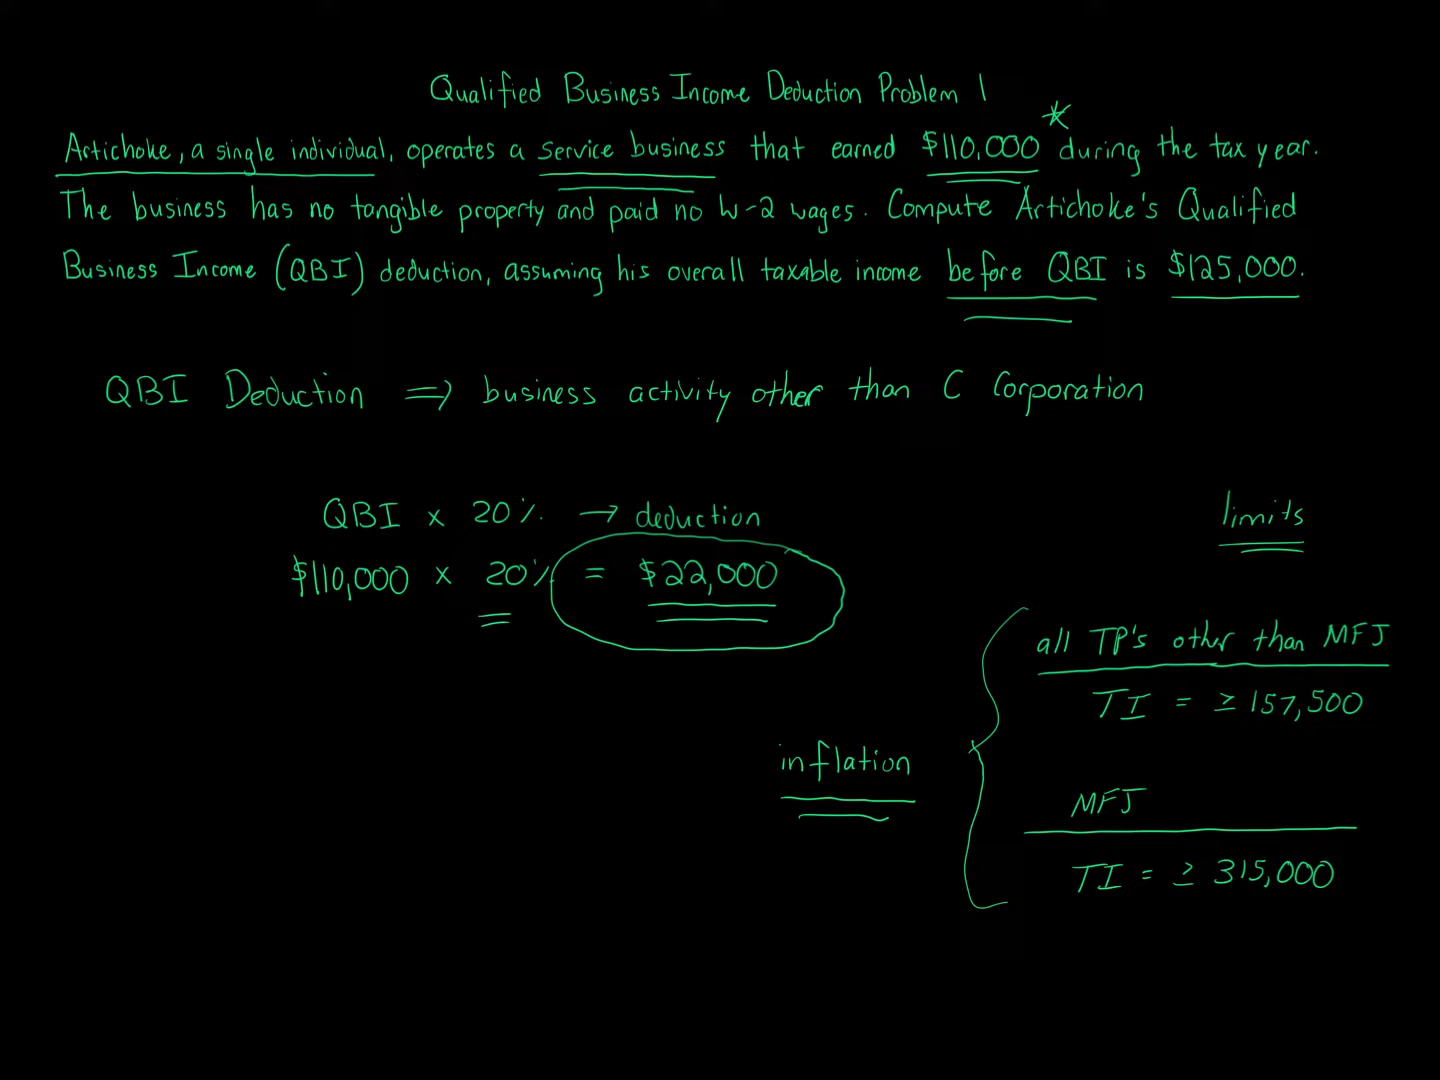 Qualified Business Income Deduction Problem 1
Artichoke, a single individual, operates a service business that earned $110,000* during the tax year.
The business has no tangible property and paid no W-2 wages. Compute Artichoke's Qualified
Business Income (QBI) deduction, assuming his overall taxable income before QBI is $125,000.
QBI Deduction ⇒ business activity other than C Corporation
QBI x 20% → deduction
$110,000 x 20% = $22,000
limits
all TP's other than MFJ
TI = ≥ 157,500
inflation
MFJ
TI = ≥ 315,000